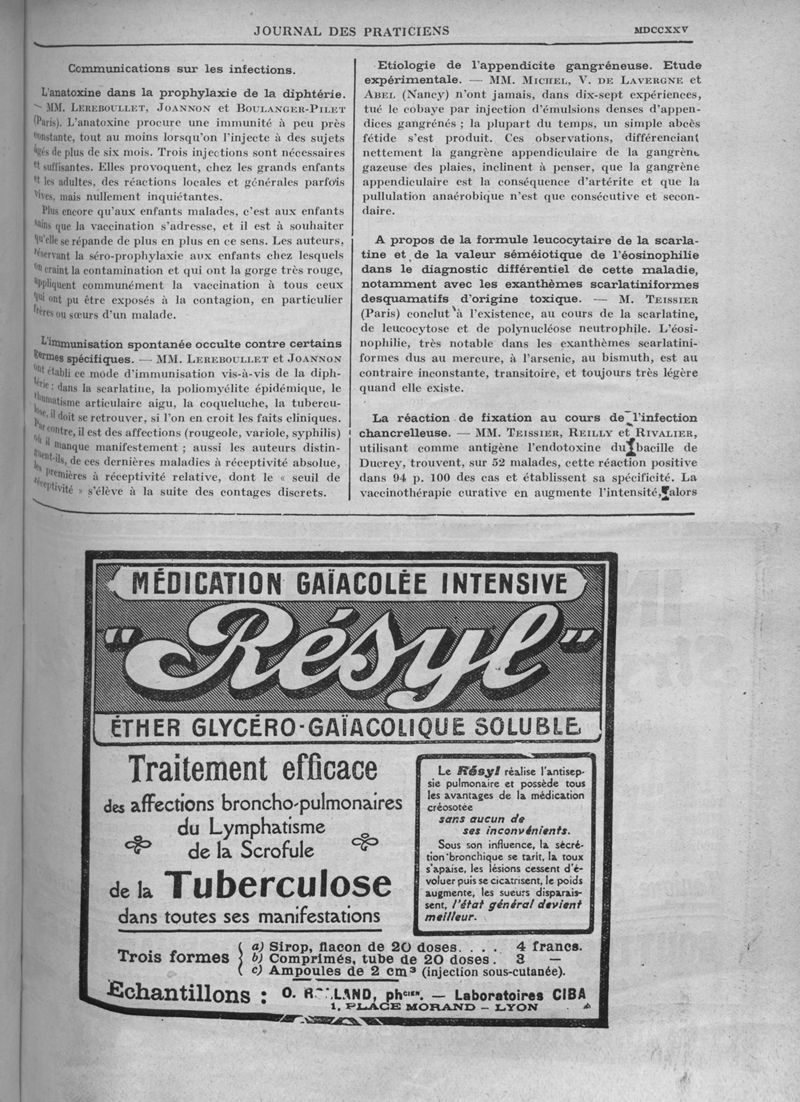 JOURNAL DES PRATICIENS
MDCCXXV
Communications sur les infections.
L'anatoxine dans la prophylaxie de la diphtérie.
— MM. LEREBOULLET, JOANNON et BOULANGER-PILET
(Paris). L'anatoxine procure une immunité à peu près
constante, tout au moins lorsqu'on l'injecte à des sujets
âgés de plus de six mois. Trois injections sont nécessaires
et suffisantes. Elles provoquent, chez les grands enfants
et les adultes, des réactions locales et générales parfois
vives, mais nullement inquiétantes.
Plus encore qu'aux enfants malades, c'est aux enfants
sains que la vaccination s'adresse, et il est à souhaiter
qu'elle se répande de plus en plus en ce sens. Les auteurs,
réservant la séro-prophylaxie aux enfants chez lesquels
on craint la contamination et qui ont la gorge très rouge,
appliquent communément la vaccination à tous ceux
qui ont pu être exposés à la contagion, en particulier
frères ou sœurs d'un malade.
L'immunisation spontanée occulte contre certains
germes spécifiques. — MM. LEREBOULLET et JOANNON
ont établi ce mode d'immunisation vis-à-vis de la diph-
térie : dans la scarlatine, la poliomyélite épidémique, le
rhumatisme articulaire aigu, la coqueluche, la tubercu-
lose, il doit se retrouver, si l'on en croit les faits cliniques.
Par contre, il est des affections (rougeole, variole, syphilis)
où il manque manifestement ; aussi les auteurs distin-
guent-ils, de ces dernières maladies à réceptivité absolue,
les premières à réceptivité relative, dont le « seuil de
réceptivité » s'élève à la suite des contages discrets.
Etiologie de l'appendicite gangréneuse. Etude
expérimentale. — MM. MICHEL, V. DE LAVERGNE et
ABEL (Nancy) n'ont jamais, dans dix-sept expériences,
tué le cobaye par injection d'émulsions denses d'appen-
dices gangrénés ; la plupart du temps, un simple abcès
fétide s'est produit. Ces observations, différenciant
nettement la gangrène appendiculaire de la gangrène
gazeuse des plaies, inclinent à penser, que la gangrène
appendiculaire est la conséquence d'artérite et que la
pullulation anaérobique n'est que consécutive et secon-
daire.
A propos de la formule leucocytaire de la scarla-
tine et de la valeur séméiotique de l'éosinophilie
dans le diagnostic différentiel de cette maladie,
notamment avec les exanthèmes scarlatiniformes
desquamatifs d'origine toxique. — M. TEISSIER
(Paris) conclut à l'existence, au cours de la scarlatine,
de leucocytose et de polynucléose neutrophile. L'éosi-
nophilie, très notable dans les exanthèmes scarlatini-
formes dus au mercure, à l'arsenic, au bismuth, est au
contraire inconstante, transitoire, et toujours très légère
quand elle existe.
La réaction de fixation au cours de l'infection
chancrelleuse. — MM. TEISSIER, REILLY et RIVALIER,
utilisant comme antigène l'endotoxine du bacille de
Ducrey, trouvent, sur 52 malades, cette réaction positive
dans 94 p. 100 des cas et établissent sa spécificité. La
vaccinothérapie curative en augmente l'intensité, alors
MÉDICATION GAÏACOLÉE INTENSIVE
"Résyl"
ÉTHER GLYCÉRO-GAÏACOLIQUE SOLUBLE
Traitement efficace
des affections broncho-pulmonaires
du Lymphatisme
de la Scrofule
de la Tuberculose
dans toutes ses manifestations
Le Résyl réalise l'antisep-
sie pulmonaire et possède tous
les avantages de la médication
créosotée
sans aucun de
ses inconvénients.
Sous son influence, la sécré-
tion bronchique se tarit, la toux
s'apaise, les lésions cessent d'é-
voluer puis se cicatrisent, le poids
augmente, les sueurs disparais-
sent, l'état général devient
meilleur.
Trois formes
a) Sirop, flacon de 20 doses. . . . 4 francs.
b) Comprimés, tube de 20 doses. 3 —
c) Ampoules de 2 cm³ (injection sous-cutanée).
Echantillons : O. phcien. — Laboratoires CIBA
1, PLACE MORAND — LYON